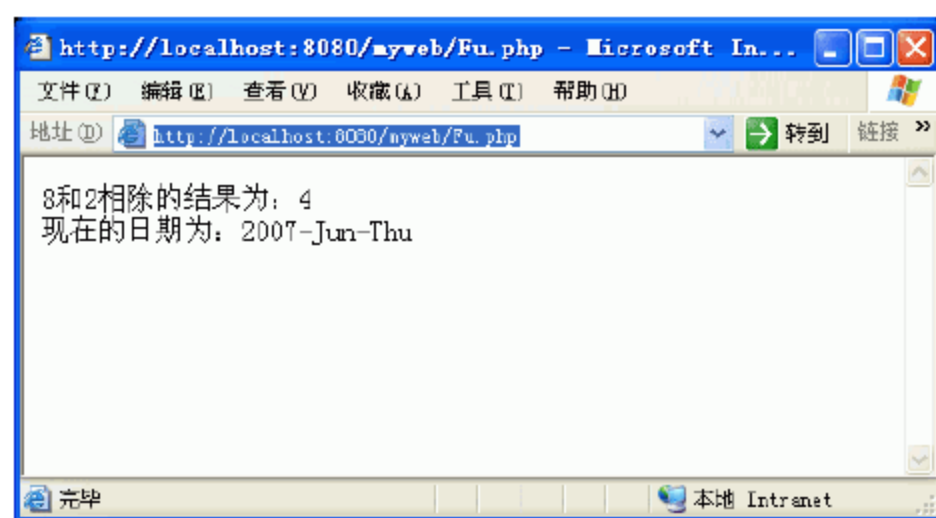 http://localhost:8080/myweb/Fu.php - Microsoft In...
文件(F) 编辑(E) 查看(V) 收藏(A) 工具(T) 帮助(H)
地址(D) http://localhost:8080/myweb/Fu.php 转到 链接 »
8和2相除的结果为：4
现在的日期为：2007-Jun-Thu
完毕 本地 Intranet